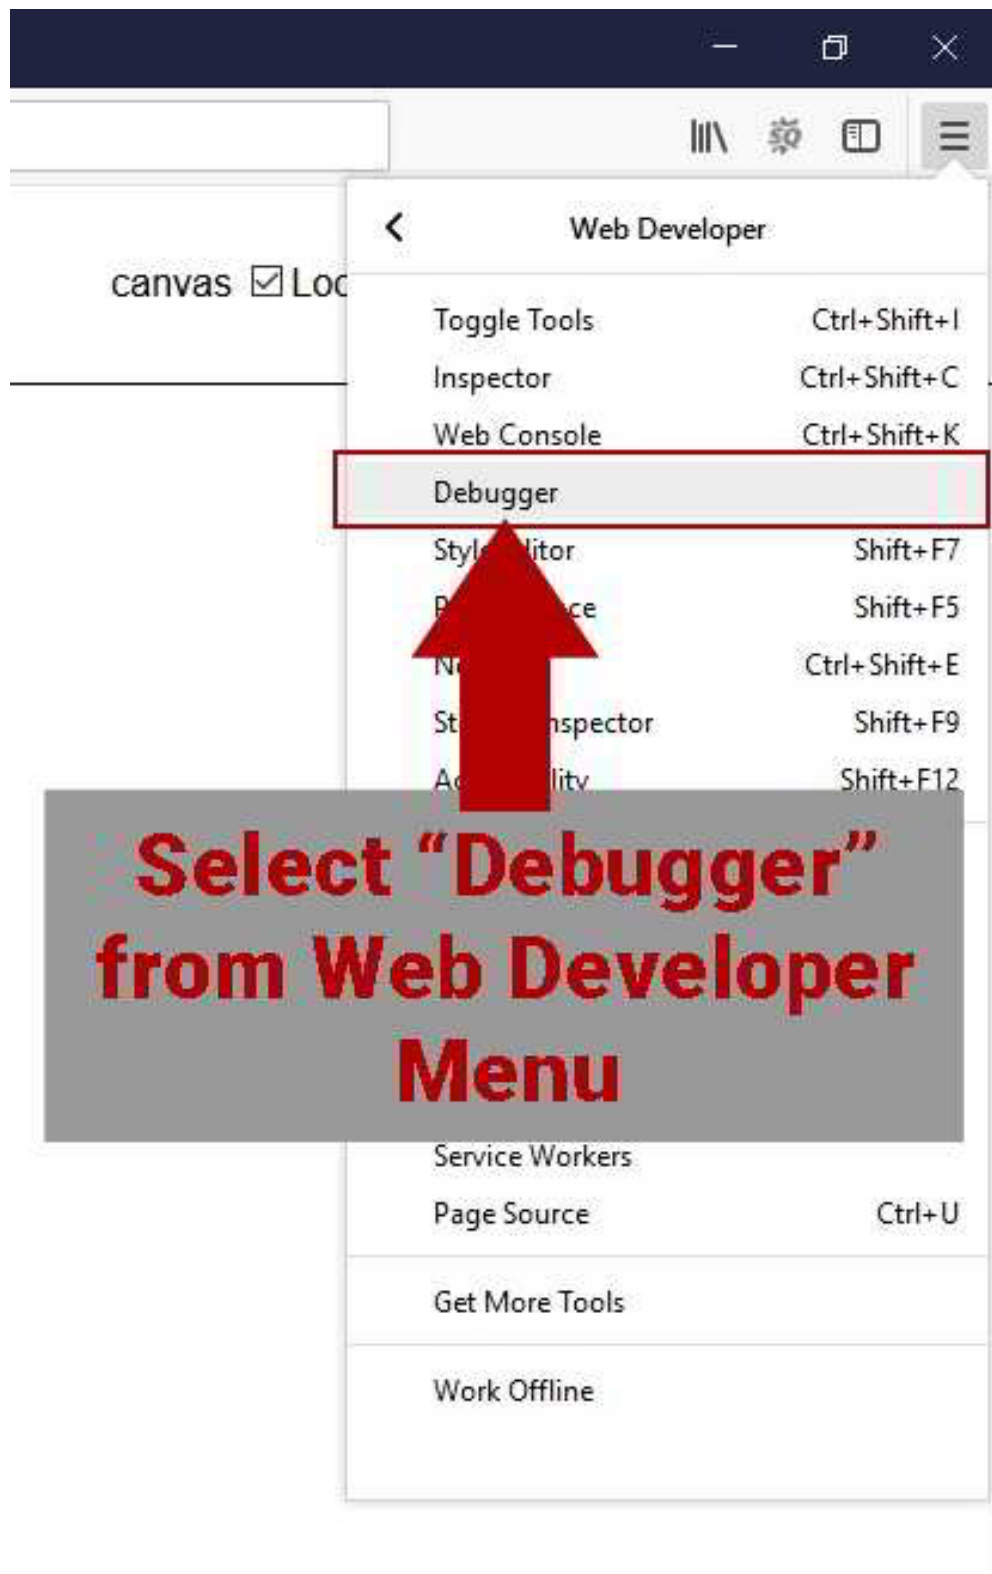 Web Developer
canvas Loc
Toggle Tools Ctrl+Shift+I
Inspector Ctrl+Shift+C
Web Console Ctrl+Shift+K
Debugger
Shift+F7
Shift+F5
Ctrl+Shift+E
Shift+F9
Shift+F12
Select “Debugger”
from Web Developer
Menu
Service Workers
Page Source Ctrl+U
Get More Tools
Work Offline